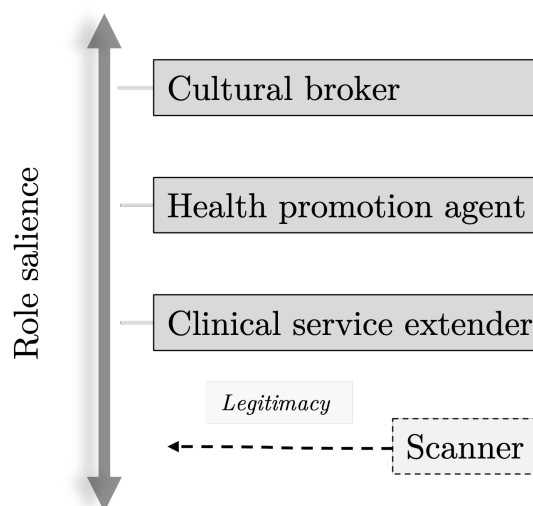 Role salience
Cultural broker
Health promotion agent
Clinical service extender
Legitimacy
Scanner